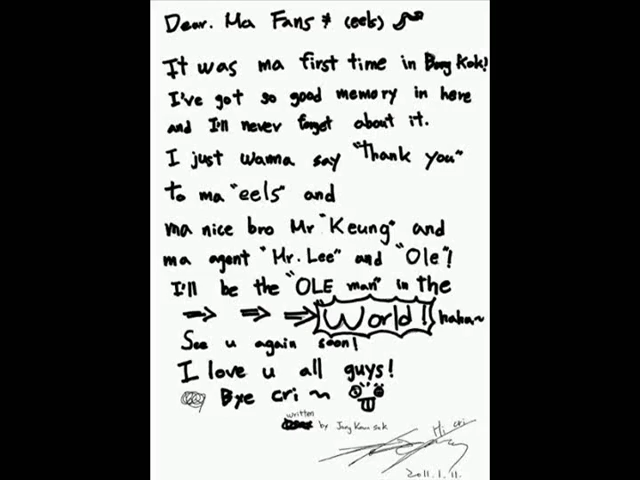 Dear. Ma Fans * (eels)
It was ma first time in Bang Kok!
I've got so good memory in here
and I'll never forget about it.
I just wanna say "Thank you"
to ma "eels" and
ma nice bro Mr "Keung" and
ma agent "Mr. Lee" and "Ole"!
I'll be the "OLE man" in the
⇒ ⇒ ⇒ World! haha~
See u again soon!
I love u all guys!
Bye cri ~
written
by Jang Keun suk
2011.1.11.